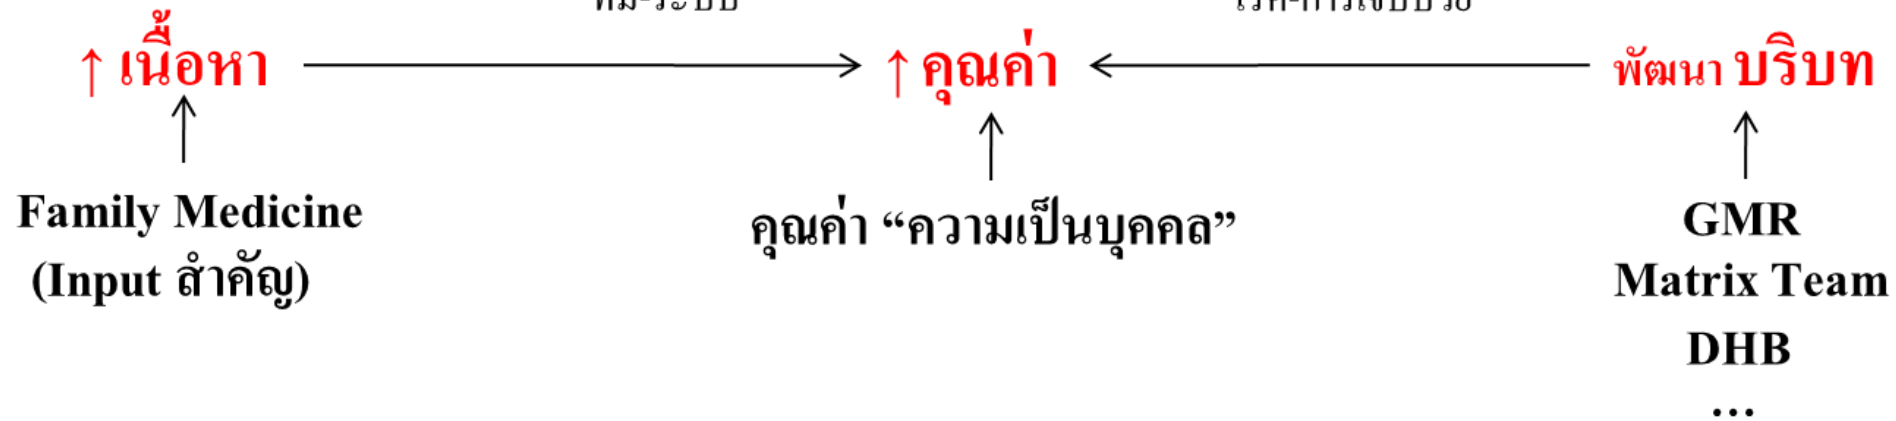 ↑ เนื้อหา ↑ คุณค่า พัฒนา บริบท
Family Medicine
(Input สำคัญ)
คุณค่า “ความเป็นบุคคล”
GMR
Matrix Team
DHB
...